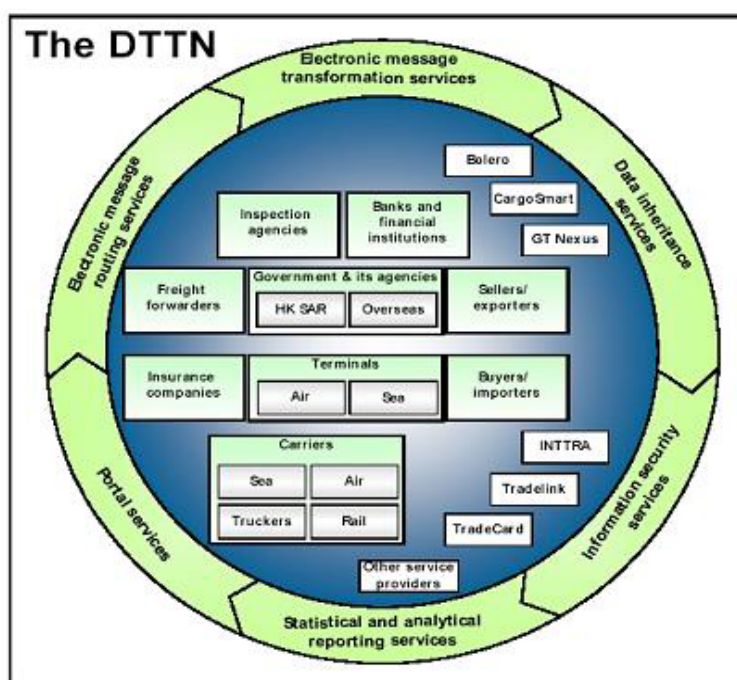 The DTTN
Electronic message
transformation services
Data inheritance
services
Information security
services
Statistical and analytical
reporting services
Portal services
Electronic message
routing services
Bolero
CargoSmart
GT Nexus
Inspection
agencies
Banks and
financial
institutions
Freight
forwarders
Government & its agencies
HK SAR
Overseas
Sellers/
exporters
Insurance
companies
Terminals
Air
Sea
Buyers/
importers
Carriers
Sea
Air
Truckers
Rail
INTTRA
Tradelink
TradeCard
Other service
providers